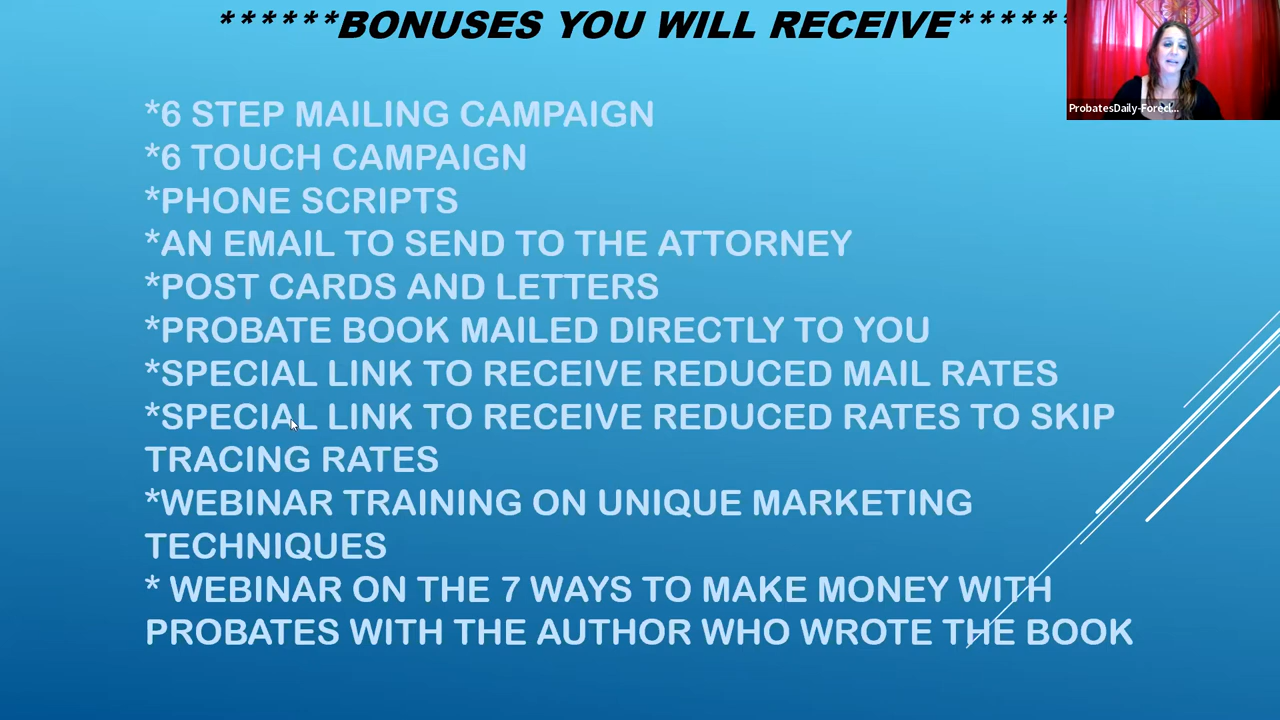 ******BONUSES YOU WILL RECEIVE******
ProbatesDaily-Forecl...
*6 STEP MAILING CAMPAIGN
*6 TOUCH CAMPAIGN
*PHONE SCRIPTS
*AN EMAIL TO SEND TO THE ATTORNEY
*POST CARDS AND LETTERS
*PROBATE BOOK MAILED DIRECTLY TO YOU
*SPECIAL LINK TO RECEIVE REDUCED MAIL RATES
*SPECIAL LINK TO RECEIVE REDUCED RATES TO SKIP
TRACING RATES
*WEBINAR TRAINING ON UNIQUE MARKETING
TECHNIQUES
* WEBINAR ON THE 7 WAYS TO MAKE MONEY WITH
PROBATES WITH THE AUTHOR WHO WROTE THE BOOK